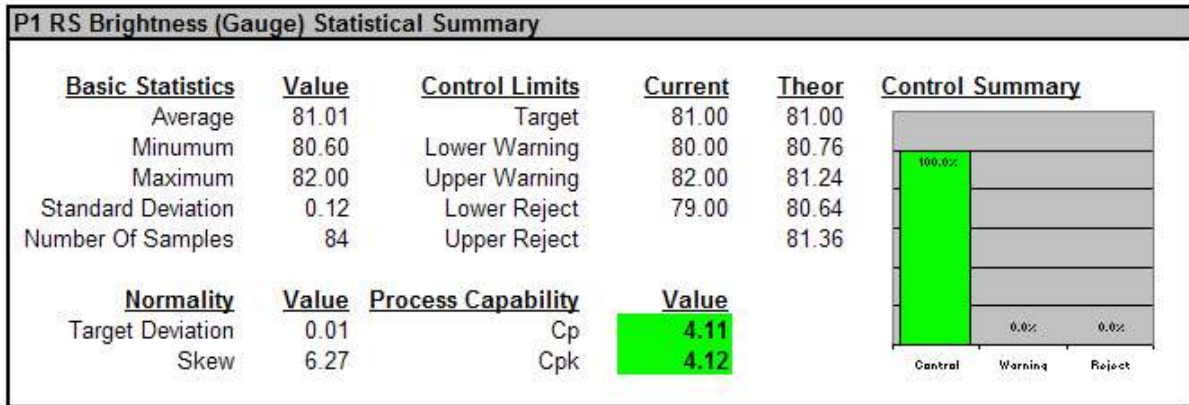 P1 RS Brightness (Gauge) Statistical Summary
Basic Statistics Value Control Limits Current Theor Control Summary
Average 81.01 Target 81.00 81.00
Minumum 80.60 Lower Warning 80.00 80.76
Maximum 82.00 Upper Warning 82.00 81.24
Standard Deviation 0.12 Lower Reject 79.00 80.64
Number Of Samples 84 Upper Reject 81.36
Normality Value Process Capability Value
Target Deviation 0.01 Cp 4.11
Skew 6.27 Cpk 4.12
100.0%
0.0% 0.0%
Control Warning Reject